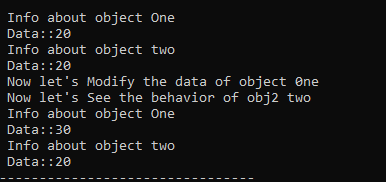 Info about object One
Data::20
Info about object two
Data::20
Now let's Modify the data of object 0ne
Now let's See the behavior of obj2 two
Info about object One
Data::30
Info about object two
Data::20
--------------------------------